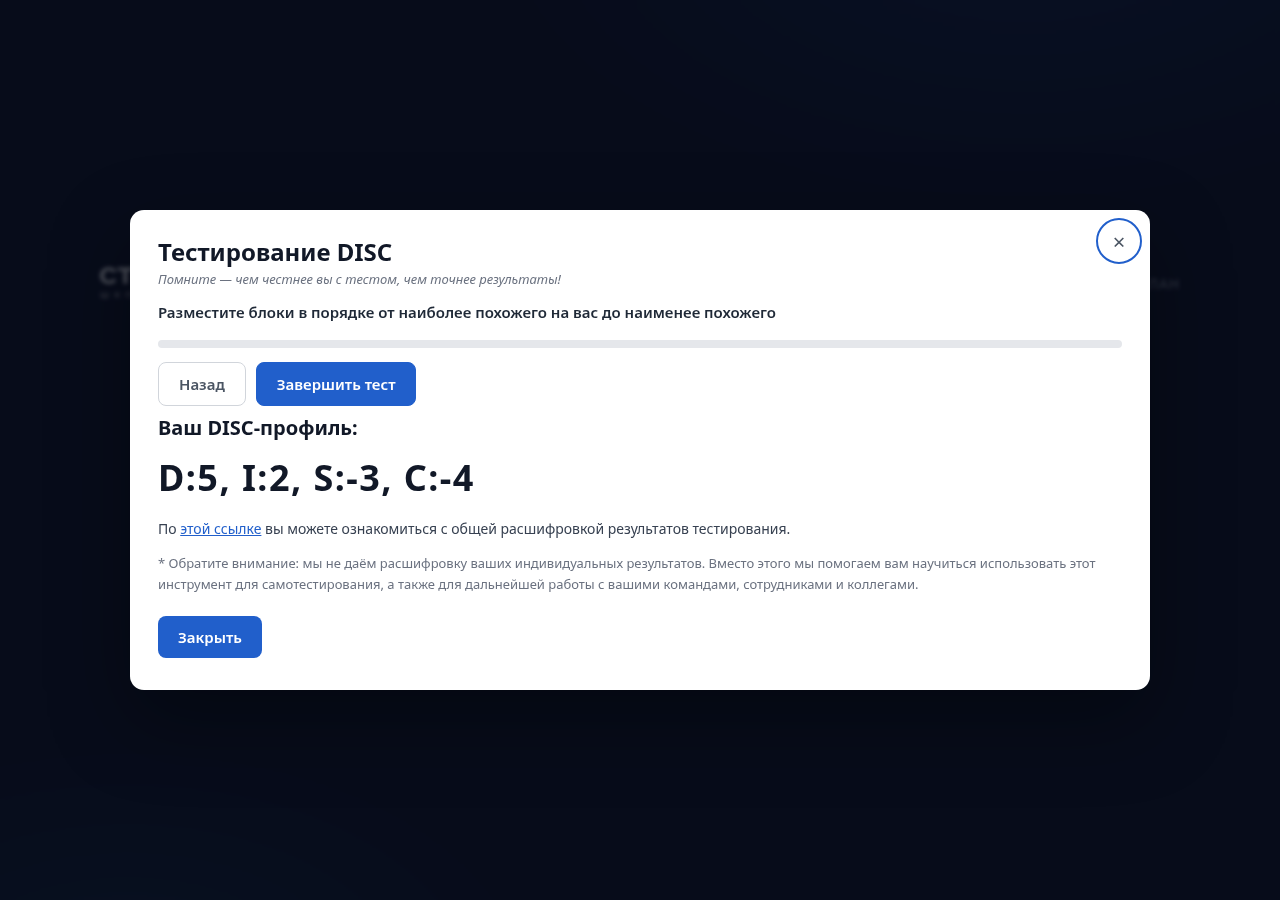 Тестирование DISC
×
Помните — чем честнее вы с тестом, чем точнее результаты!
Разместите блоки в порядке от наиболее похожего на вас до наименее похожего
Назад
Завершить тест
Ваш DISC-профиль:
D:5, I:2, S:-3, C:-4
По этой ссылке вы можете ознакомиться с общей расшифровкой результатов тестирования.
* Обратите внимание: мы не даём расшифровку ваших индивидуальных результатов. Вместо этого мы помогаем вам научиться использовать этот
инструмент для самотестирования, а также для дальнейшей работы с вашими командами, сотрудниками и коллегами.
Закрыть